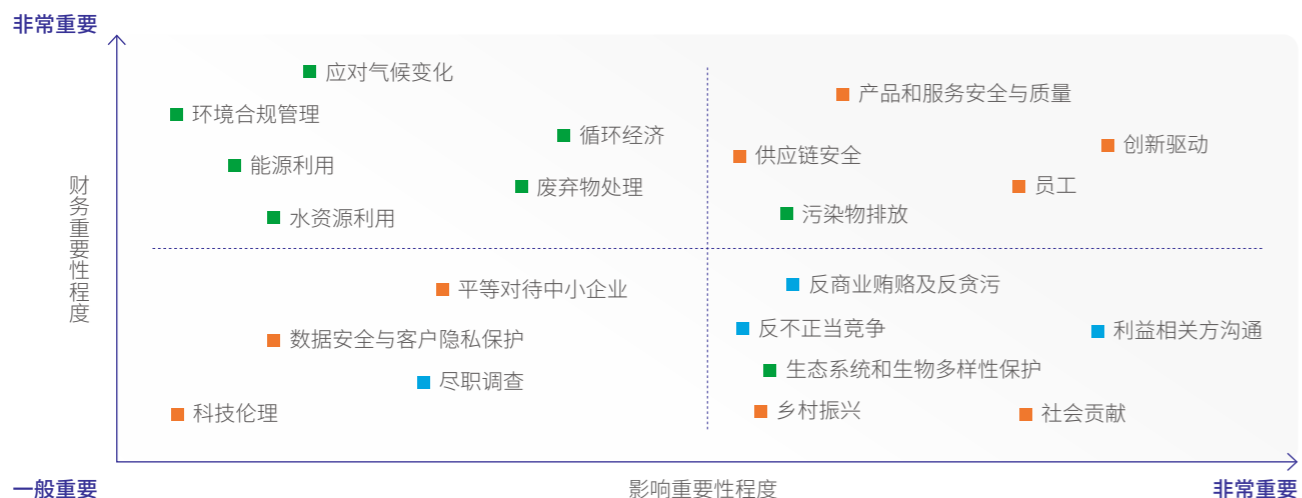 非常重要
应对气候变化
产品和服务安全与质量
环境合规管理
循环经济
创新驱动
供应链安全
能源利用
废弃物处理
员工
水资源利用
污染物排放
财务重要性程度
平等对待中小企业
反商业贿赂及反贪污
数据安全与客户隐私保护
反不正当竞争
利益相关方沟通
尽职调查
生态系统和生物多样性保护
科技伦理
乡村振兴
社会贡献
一般重要
影响重要性程度
非常重要